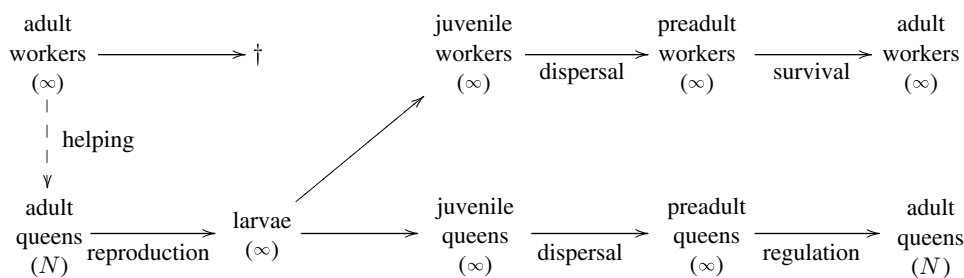 adult
workers
(∞)
†
juvenile
workers
(∞)
dispersal
preadult
workers
(∞)
survival
adult
workers
(∞)
helping
adult
queens
(N)
reproduction
larvae
(∞)
juvenile
queens
(∞)
dispersal
preadult
queens
(∞)
regulation
adult
queens
(N)